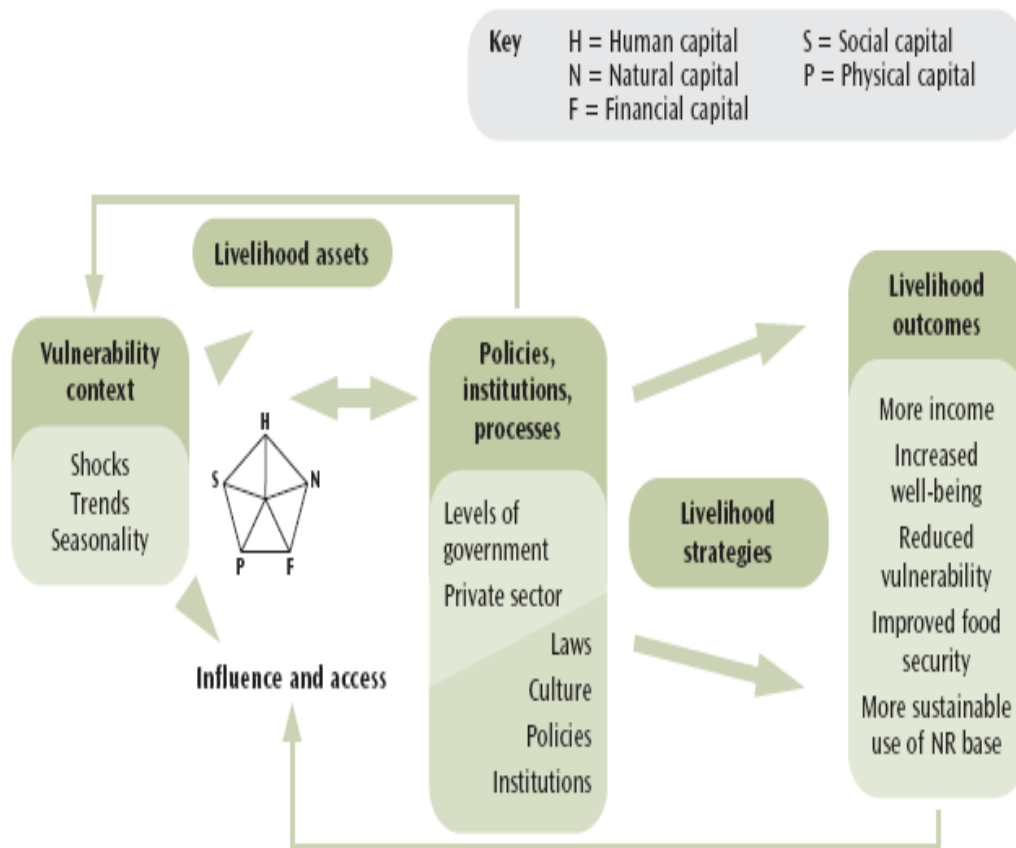 Key
H = Human capital
S = Social capital
N = Natural capital
P = Physical capital
F = Financial capital
Livelihood assets
Vulnerability
context
Shocks
Trends
Seasonality
H
S
N
P
F
Influence and access
Policies,
institutions,
processes
Levels of
government
Private sector
Laws
Culture
Policies
Institutions
Livelihood
strategies
Livelihood
outcomes
More income
Increased
well-being
Reduced
vulnerability
Improved food
security
More sustainable
use of NR base